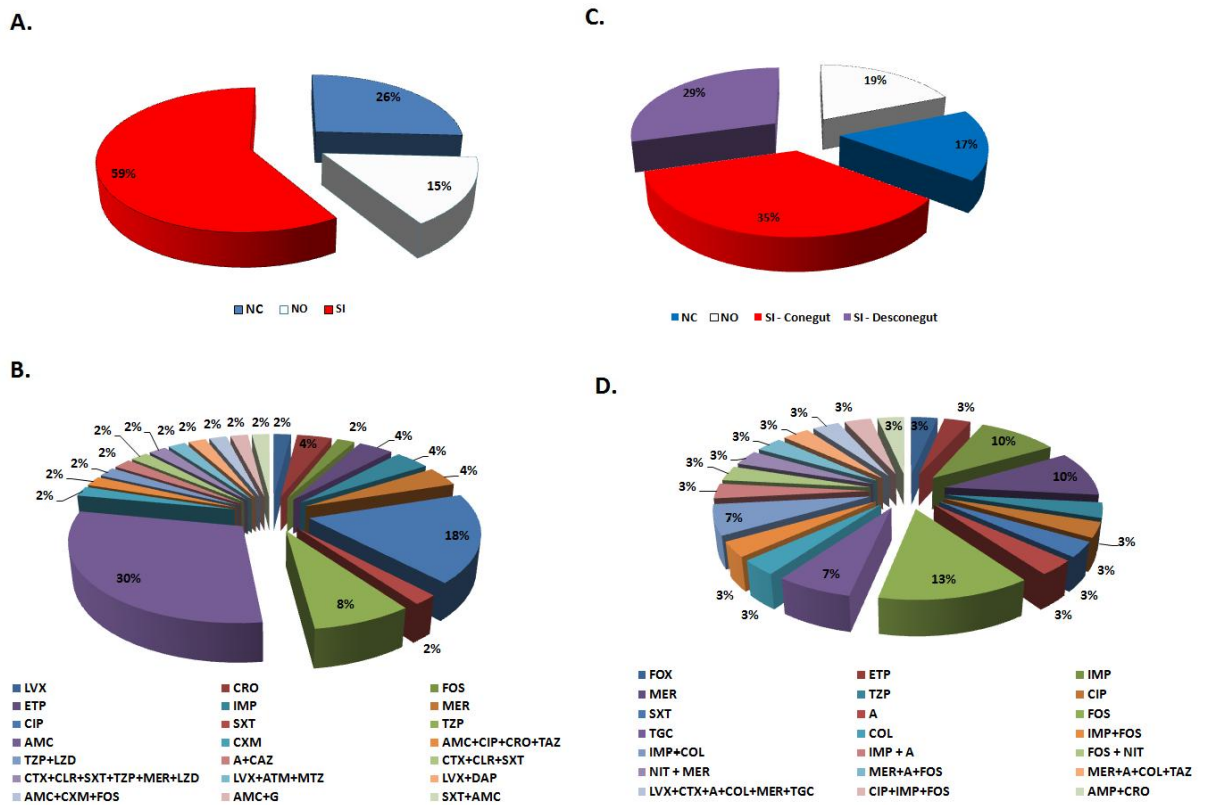 A.
26%
15%
59%
NC NO SI
C.
19%
17%
35%
29%
NC NO SI - Conegut SI - Desconegut
B.
2% 2% 2% 2% 2% 2% 2% 2% 2% 2% 2% 2%
4%
2%
4%
4%
4%
18%
2%
8%
30%
LVX CRO FOS
ETP IMP MER
CIP SXT TZP
AMC CXM AMC+CIP+CRO+TAZ
TZP+LZD A+CAZ CTX+CLR+SXT
CTX+CLR+SXT+TZP+MER+LZD LVX+ATM+MTZ LVX+DAP
AMC+CXM+FOS AMC+G SXT+AMC
D.
3% 3% 3% 3% 3% 3% 3% 3% 3%
3%
10%
10%
3%
3%
3%
3%
13%
7%
3%
3%
7%
FOX ETP IMP
MER TZP CIP
SXT A FOS
TGC COL IMP+FOS
IMP+COL IMP + A FOS + NIT
NIT + MER MER+A+FOS MER+A+COL+TAZ
LVX+CTX+A+COL+MER+TGC CIP+IMP+FOS AMP+CRO